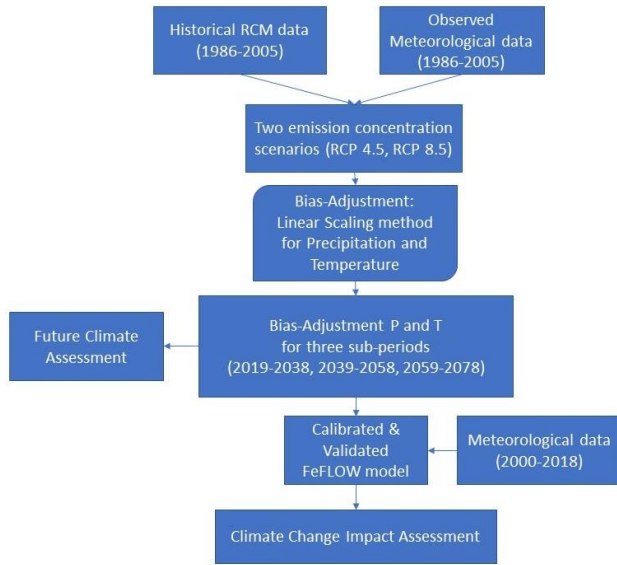 Historical RCM data
(1986-2005)
Observed
Meteorological data
(1986-2005)
Two emission concentration
scenarios (RCP 4.5, RCP 8.5)
Bias-Adjustment:
Linear Scaling method
for Precipitation and
Temperature
Future Climate
Assessment
Bias-Adjustment P and T
for three sub-periods
(2019-2038, 2039-2058, 2059-2078)
Calibrated &
Validated
FeFLOW model
Meteorological data
(2000-2018)
Climate Change Impact Assessment